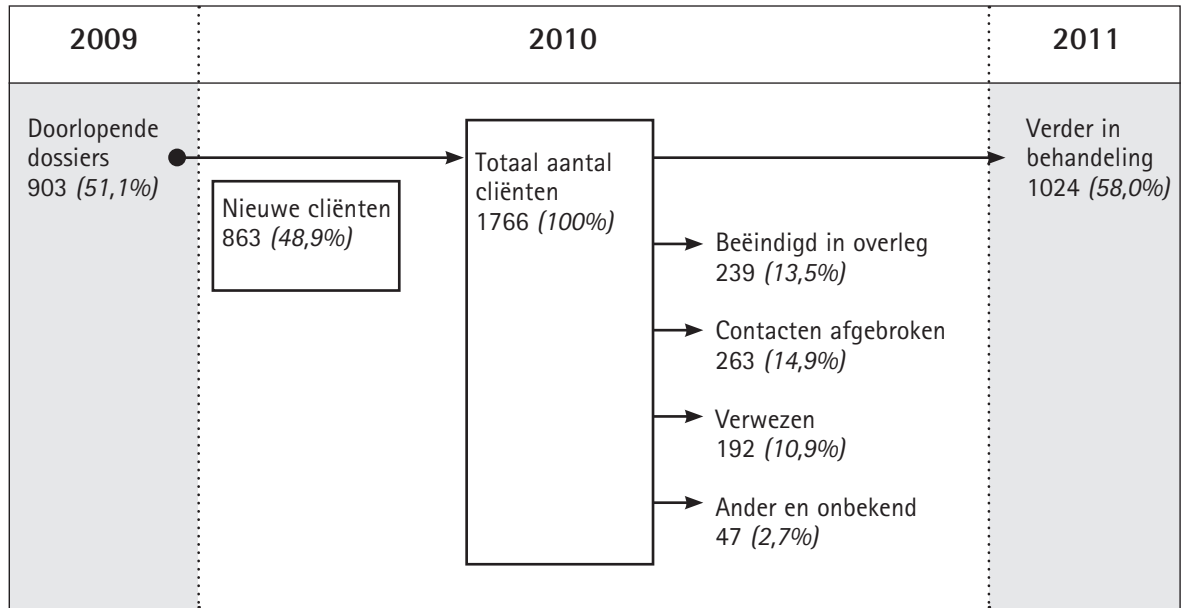 2009
2010
2011
Doorlopende
dossiers
903 (51,1%)
Nieuwe cliënten
863 (48,9%)
Totaal aantal
cliënten
1766 (100%)
Verder in
behandeling
1024 (58,0%)
Beëindigd in overleg
239 (13,5%)
Contacten afgebroken
263 (14,9%)
Verwezen
192 (10,9%)
Ander en onbekend
47 (2,7%)